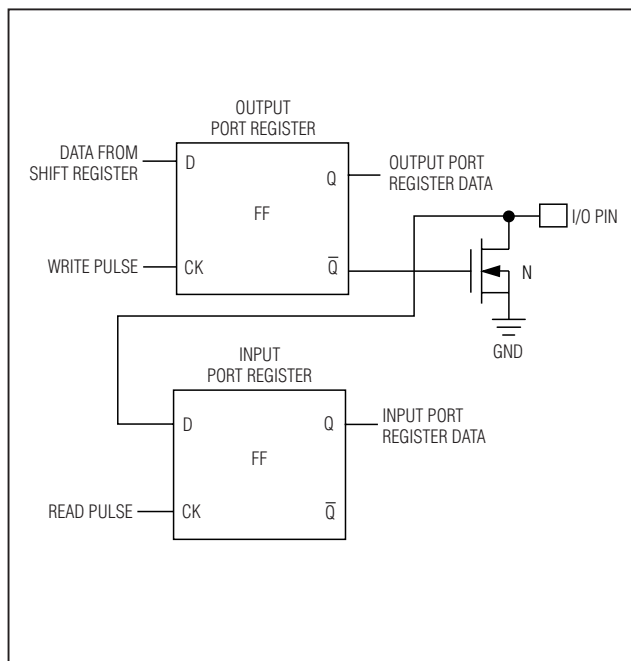 OUTPUT
PORT REGISTER
DATA FROM
SHIFT REGISTER
D
Q
OUTPUT PORT
REGISTER DATA
FF
I/O PIN
WRITE PULSE
CK
Q̅
N
GND
INPUT
PORT REGISTER
D
Q
INPUT PORT
REGISTER DATA
FF
READ PULSE
CK
Q̅